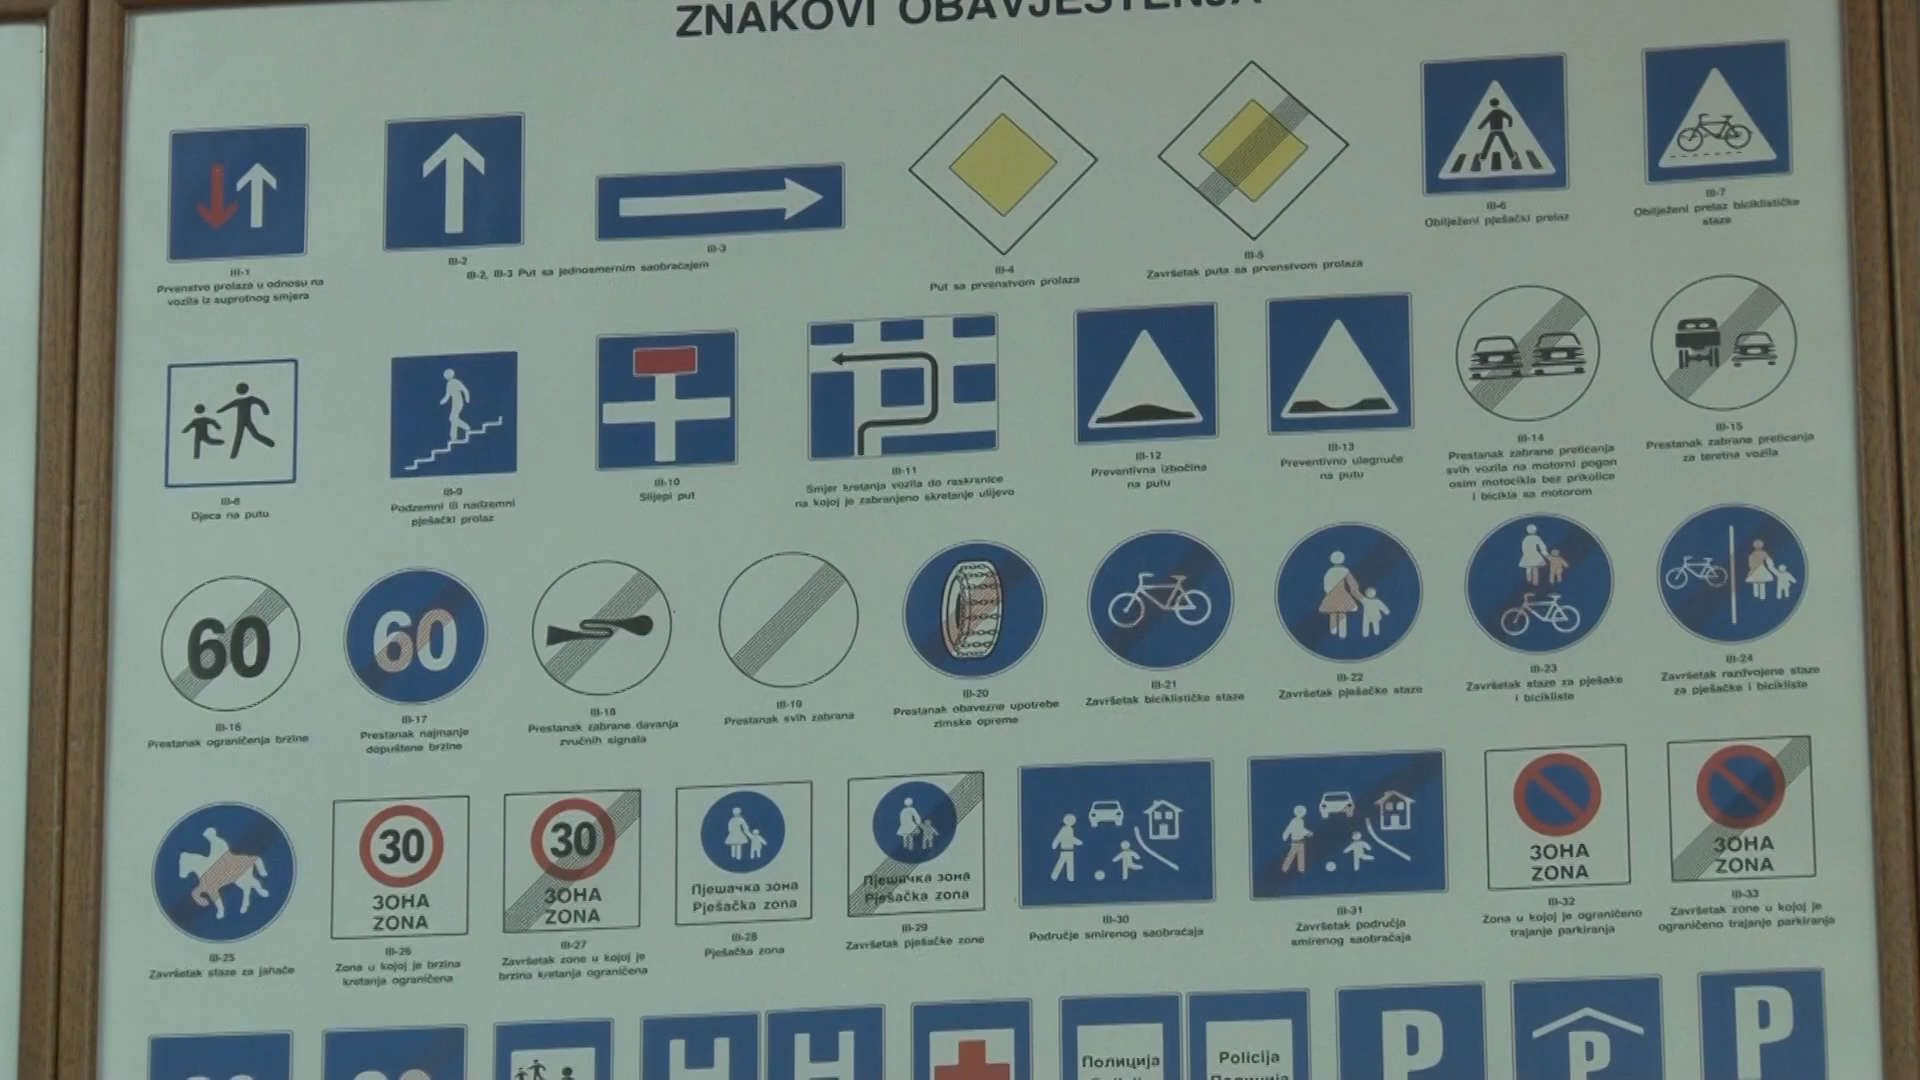 ZNAKOVI OBAVJEŠTENJA
III-1
Prvenstvo prolaza u odnosu na
vozila iz suprotnog smjera
III-2
III-3
III-2, III-3 Put sa jednosmernim saobraćajem
III-4
Put sa prvenstvom prolaza
III-5
Završetak puta sa prvenstvom prolaza
III-6
Obilježeni pješački prelaz
III-7
Obilježeni prelaz biciklističke
staze
III-8
Djeca na putu
III-9
Podzemni ili nadzemni
pješački prolaz
III-10
Slijepi put
III-11
Smjer kretanja vozila do raskrsnice
na kojoj je zabranjeno skretanje ulijevo
III-12
Preventivna izbočina
na putu
III-13
Preventivno ulegnuće
na putu
III-14
Prestanak zabrane preticanja
svih vozila na motorni pogon
osim motocikla bez prikolice
i bicikla sa motorom
III-15
Prestanak zabrane preticanja
za teretna vozila
60
III-16
Prestanak ograničenja brzine
60
III-17
Prestanak najmanje
dopuštene brzine
III-18
Prestanak zabrane davanja
zvučnih signala
III-19
Prestanak svih zabrana
III-20
Prestanak obavezne upotrebe
zimske opreme
III-21
Završetak biciklističke staze
III-22
Završetak pješačke staze
III-23
Završetak staze za pješake
i bicikliste
III-24
Završetak razdvojene staze
za pješačke i bicikliste
III-25
Završetak staze za jahače
30
ЗОНА
ZONA
III-26
Zona u kojoj je brzina
kretanja ograničena
30
ЗОНА
ZONA
III-27
Završetak zone u kojoj je
brzina kretanja ograničena
Пјешачка зона
Pješačka zona
III-28
Pješačka zona
Пјешачка зона
Pješačka zona
III-29
Završetak pješačke zone
III-30
Područje smirenog saobraćaja
III-31
Završetak područja
smirenog saobraćaja
ЗОНА
ZONA
III-32
Zona u kojoj je ograničeno
trajanje parkiranja
ЗОНА
ZONA
III-33
Završetak zone u kojoj je
ograničeno trajanje parkiranja
H
H
Полиција
Policija
P
P
P